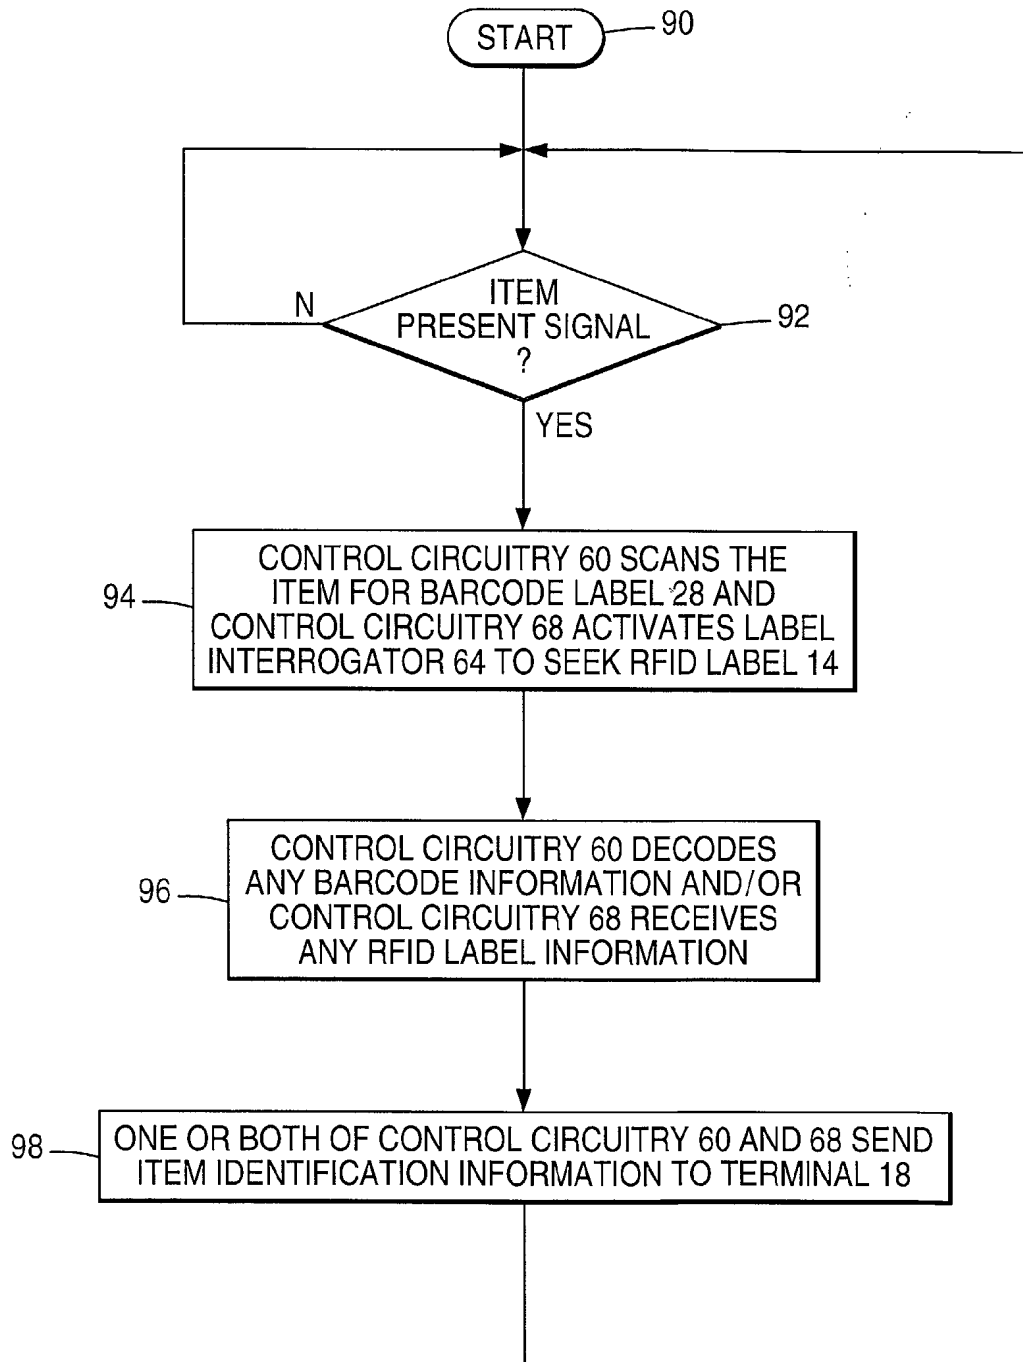 START
90
ITEM
PRESENT SIGNAL
?
92
N
YES
94
CONTROL CIRCUITRY 60 SCANS THE
ITEM FOR BARCODE LABEL 28 AND
CONTROL CIRCUITRY 68 ACTIVATES LABEL
INTERROGATOR 64 TO SEEK RFID LABEL 14
96
CONTROL CIRCUITRY 60 DECODES
ANY BARCODE INFORMATION AND/OR
CONTROL CIRCUITRY 68 RECEIVES
ANY RFID LABEL INFORMATION
98
ONE OR BOTH OF CONTROL CIRCUITRY 60 AND 68 SEND
ITEM IDENTIFICATION INFORMATION TO TERMINAL 18